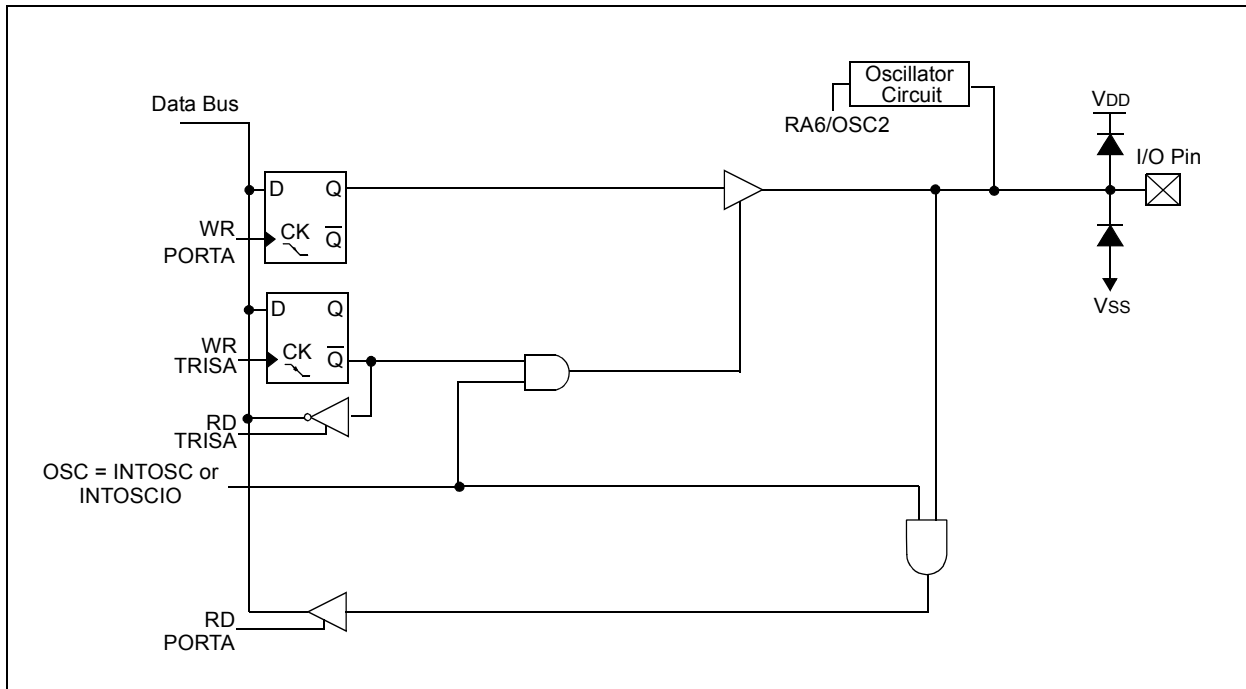 Oscillator
Circuit
RA6/OSC2
VDD
I/O Pin
Data Bus
D Q
WR
PORTA
CK Q̅
VSS
D Q
WR
TRISA
CK Q̅
RD
TRISA
OSC = INTOSC or
INTOSCIO
RD
PORTA